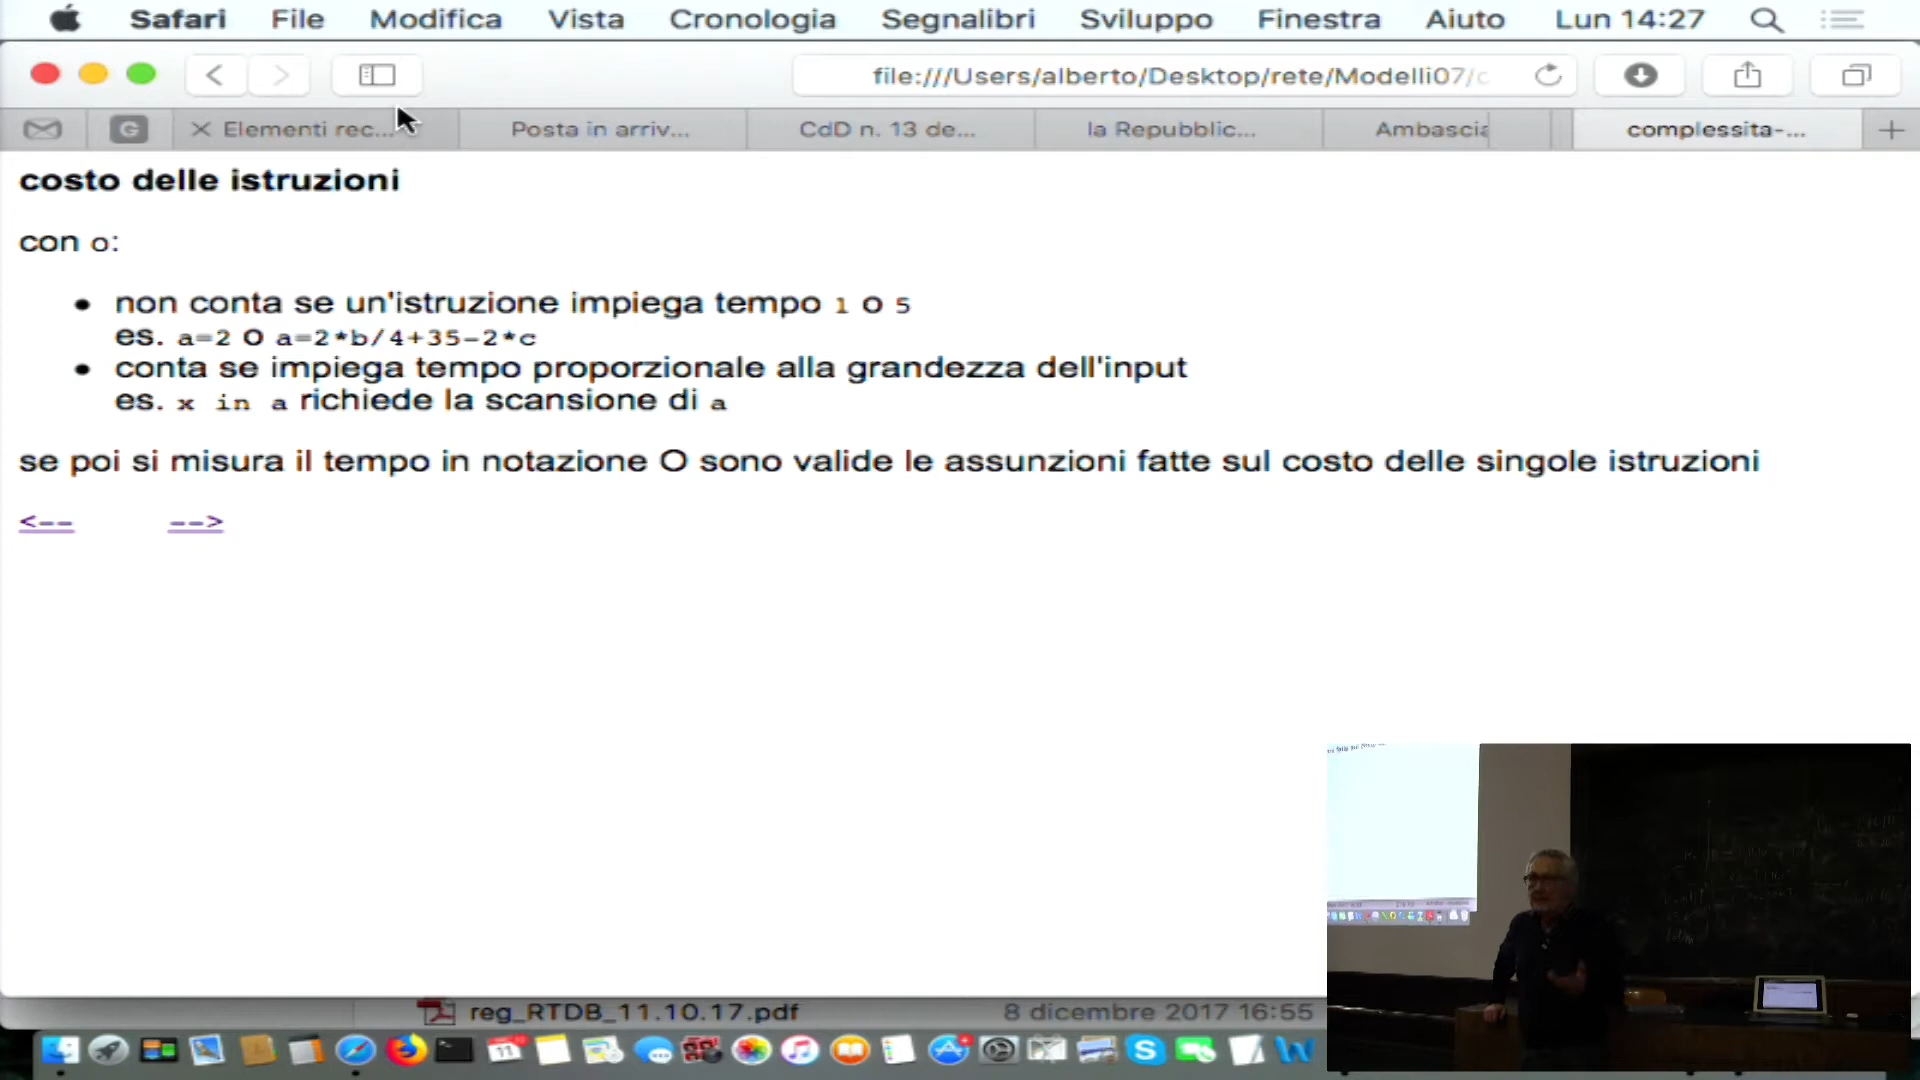 Safari File Modifica Vista Cronologia Segnalibri Sviluppo Finestra Aiuto Lun 14:27
file:///Users/alberto/Desktop/rete/Modelli07/c
G Elementi rec... Posta in arriv... CdD n. 13 de... la Repubblic... Ambascia complessita-...
costo delle istruzioni
con o:
non conta se un'istruzione impiega tempo 1 o 5
es. a=2 o a=2*b/4+35-2*c
conta se impiega tempo proporzionale alla grandezza dell'input
es. x in a richiede la scansione di a
se poi si misura il tempo in notazione O sono valide le assunzioni fatte sul costo delle singole istruzioni
<-- -->
reg_RTDB_11.10.17.pdf 8 dicembre 2017 16:55